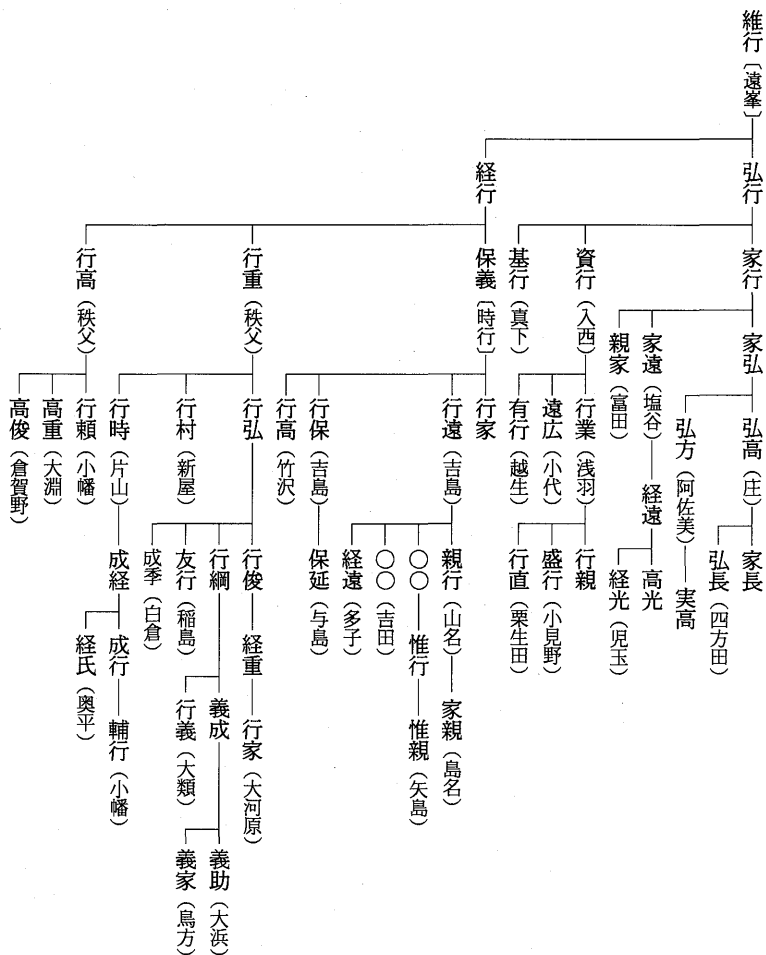 維行〔遠峯〕
弘行
経行
家行
資行（入西）
基行（真下）
保義〔時行〕
行重（秩父）
行高（秩父）
家弘
家遠（塩谷）
親家（富田）
行業（浅羽）
遠広（小代）
有行（越生）
行家
行遠（吉島）
行保（吉島）
行高（竹沢）
行弘
行村（新屋）
行時（片山）
行頼（小幡）
高重（大淵）
高俊（倉賀野）
弘高（庄）
弘方（阿佐美）
経遠
行親
盛行（小見野）
行直（栗生田）
親行（山名）
〇〇
〇〇（吉田）
経遠（多子）
保延（与島）
行俊
行綱
友行（稲島）
成季（白倉）
成経
家長
弘長（四方田）
実高
高光
経光（児玉）
惟行
経重
成行
経氏（奥平）
家親（島名）
惟親（矢島）
行家（大河原）
義成
行義（大類）
輔行（小幡）
義助（大浜）
義家（鳥方）